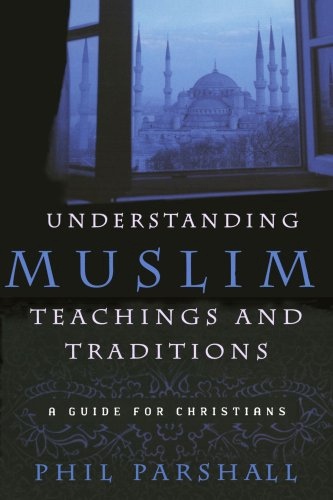 UNDERSTANDING
MUSLIM
TEACHINGS AND
TRADITIONS
A GUIDE FOR CHRISTIANS
PHIL PARSHALL